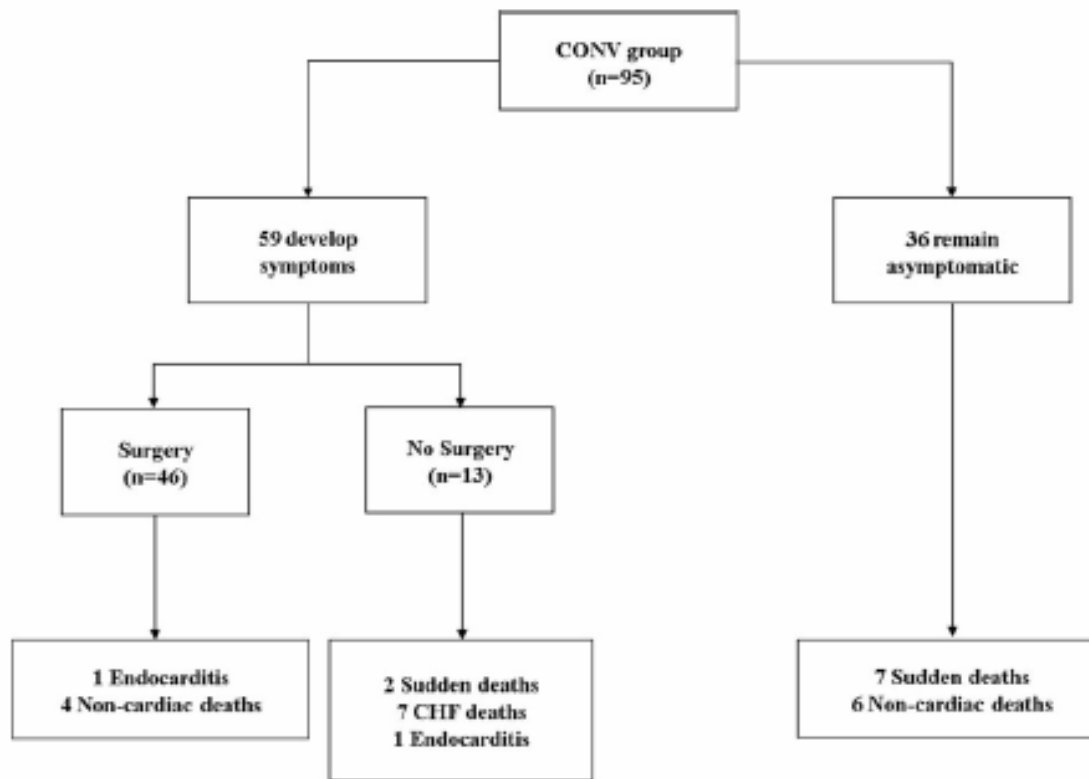 CONV group
(n=95)
59 develop
symptoms
36 remain
asymptomatic
Surgery
(n=46)
No Surgery
(n=13)
1 Endocarditis
4 Non-cardiac deaths
2 Sudden deaths
7 CHF deaths
1 Endocarditis
7 Sudden deaths
6 Non-cardiac deaths